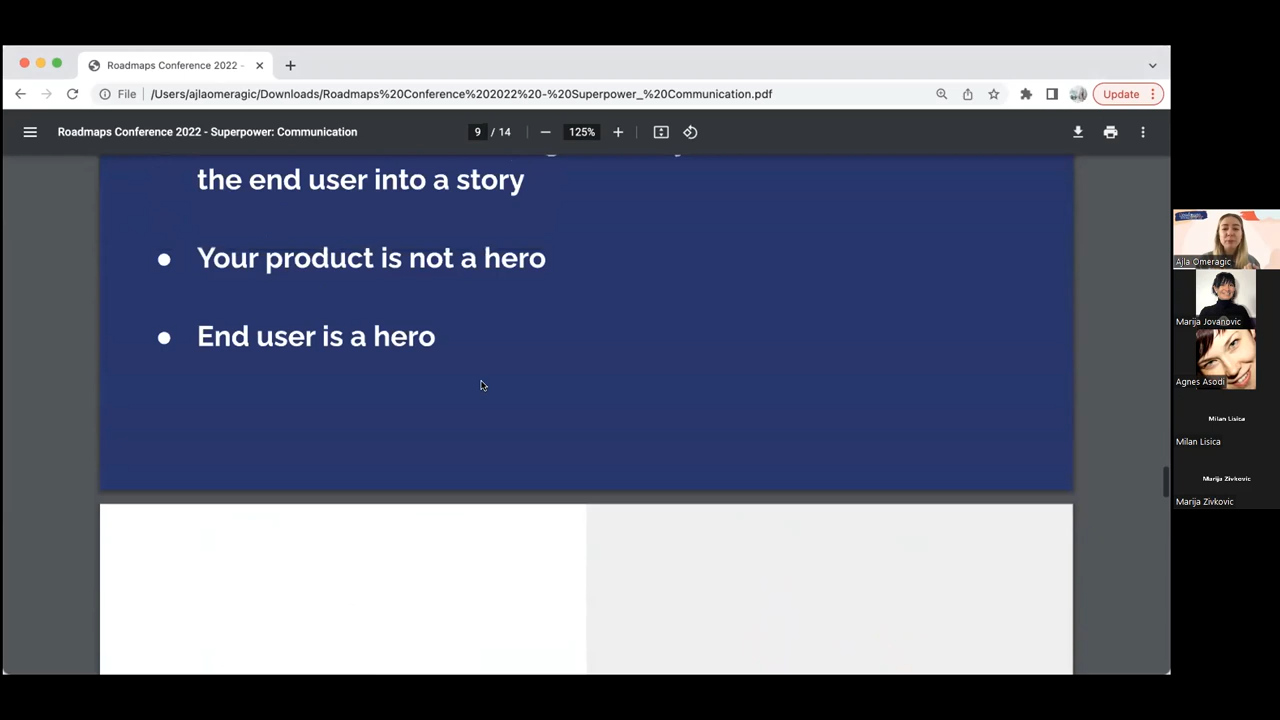 Roadmaps Conference 2022 -
File
/Users/ajlaomeragic/Downloads/Roadmaps%20Conference%202022%20-%20Superpower_%20Communication.pdf
Update
Roadmaps Conference 2022 - Superpower: Communication
9 / 14
125%
the end user into a story
● Your product is not a hero
● End user is a hero
Ajla Omeragic
Marija Jovanovic
Agnes Asodi
Milan Lisica
Milan Lisica
Marija Zivkovic
Marija Zivkovic